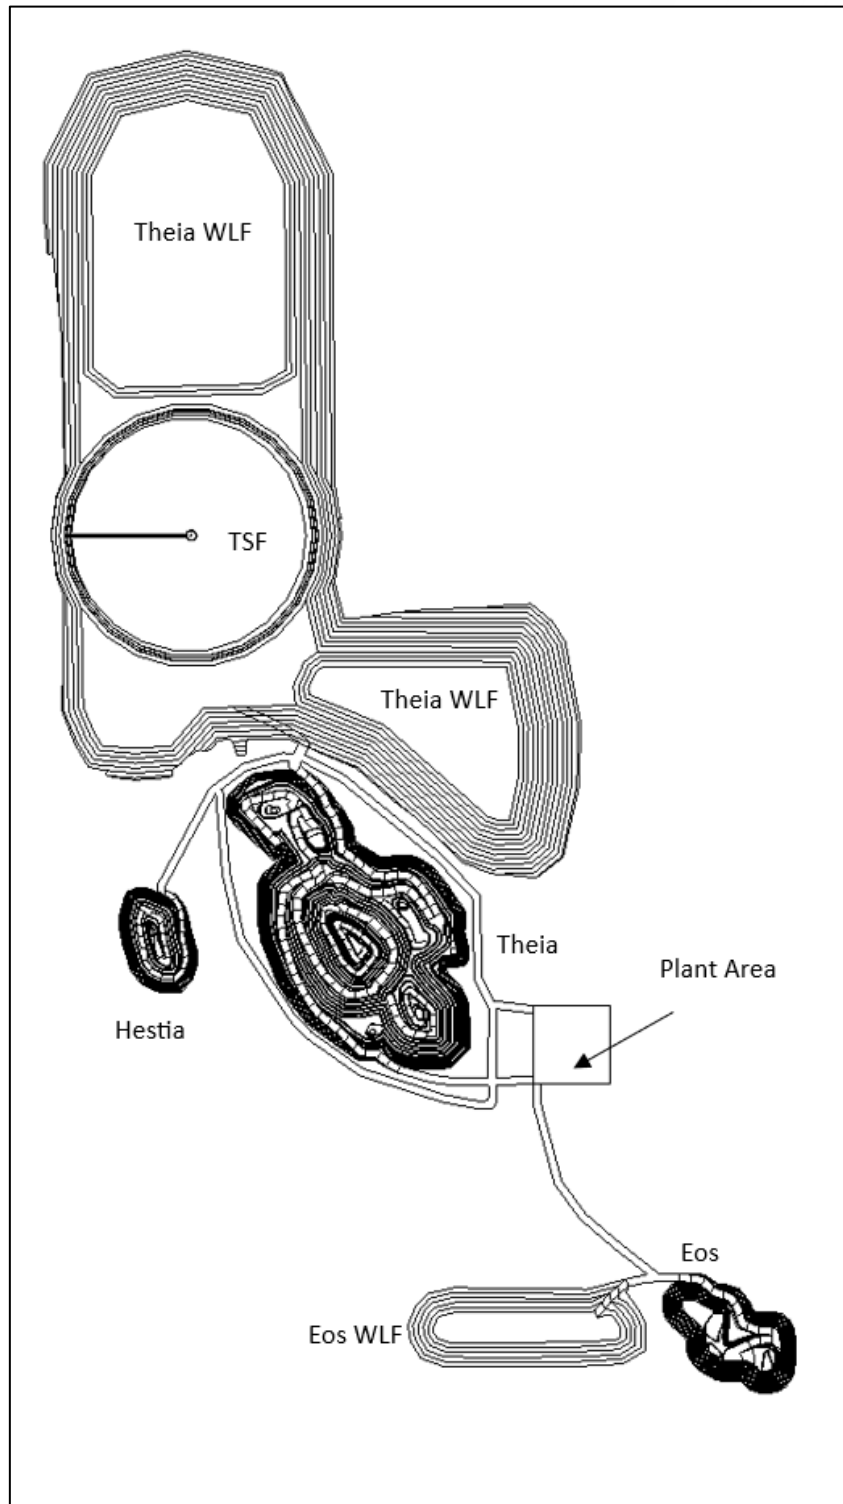 Theia WLF
TSF
Theia WLF
Theia
Plant Area
Hestia
Eos
Eos WLF